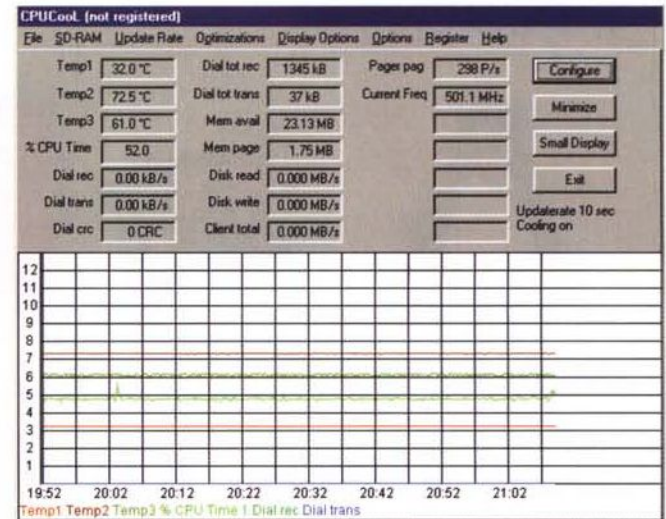 CPUCooL (not registered)
File SD-RAM Update Rate Optimizations Display Options Options Register Help
Temp1 32.0 °C Dial tot rec 1345 kB Pager pag 298 P/s Configure
Temp2 72.5 °C Dial tot trans 37 kB Current Freq 501.1 MHz Minimize
Temp3 61.0 °C Mem avail 23.13 MB
% CPU Time 52.0 Mem page 1.75 MB Small Display
Dial rec 0.00 kB/s Disk read 0.000 MB/s Exit
Dial trans 0.00 kB/s Disk write 0.000 MB/s Updaterate 10 sec
Dial crc 0 CRC Client total 0.000 MB/s Cooling on
12
11
10
9
8
7
6
5
4
3
2
1
19:52 20:02 20:12 20:22 20:32 20:42 20:52 21:02
Temp1 Temp2 Temp3 % CPU Time 1 Dial rec Dial trans